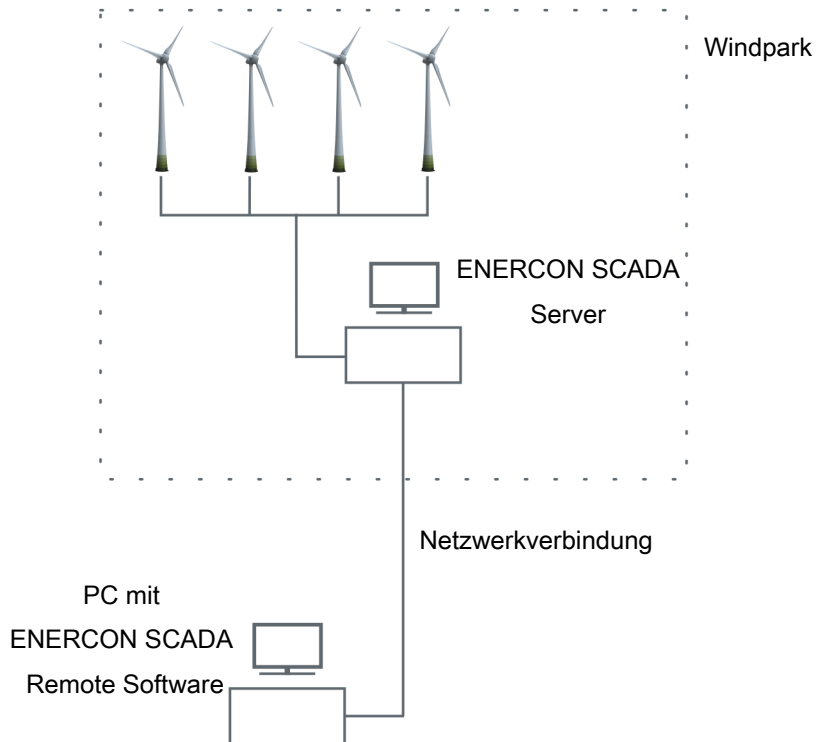 Windpark
ENERCON SCADA
Server
Netzwerkverbindung
PC mit
ENERCON SCADA
Remote Software